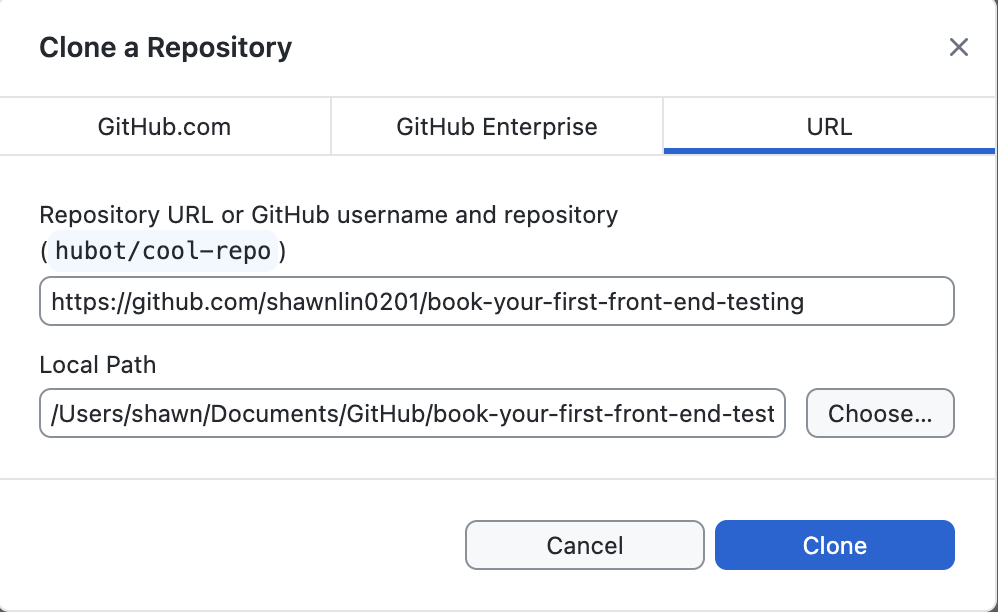 Clone a Repository
GitHub.com
GitHub Enterprise
URL
Repository URL or GitHub username and repository
(hubot/cool-repo)
https://github.com/shawnlin0201/book-your-first-front-end-testing
Local Path
/Users/shawn/Documents/GitHub/book-your-first-front-end-test
Choose...
Cancel
Clone